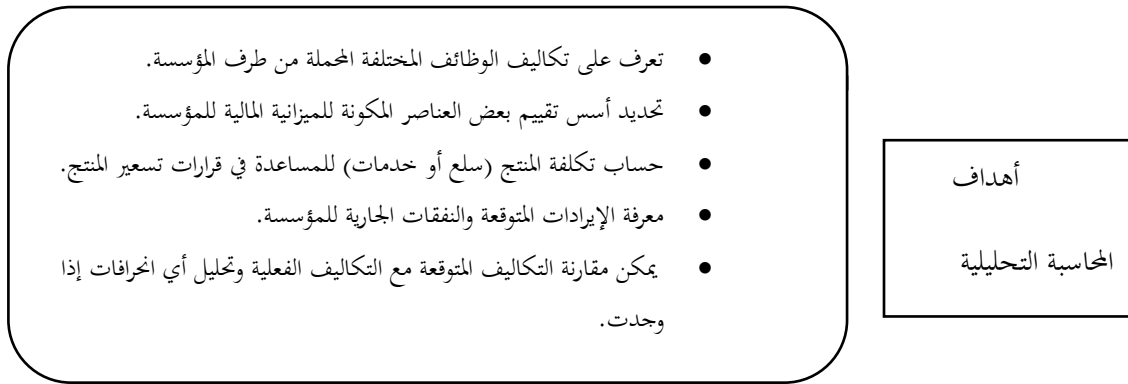 أهداف
المحاسبة التحليلية
• تعرف على تكاليف الوظائف المختلفة المحملة من طرف المؤسسة.
• تحديد أسس تقييم بعض العناصر المكونة للميزانية المالية للمؤسسة.
• حساب تكلفة المنتج (سلع أو خدمات) للمساعدة في قرارات تسعير المنتج.
• معرفة الإيرادات المتوقعة والنفقات الجارية للمؤسسة.
• يمكن مقارنة التكاليف المتوقعة مع التكاليف الفعلية وتحليل أي انحرافات إذا
وجدت.